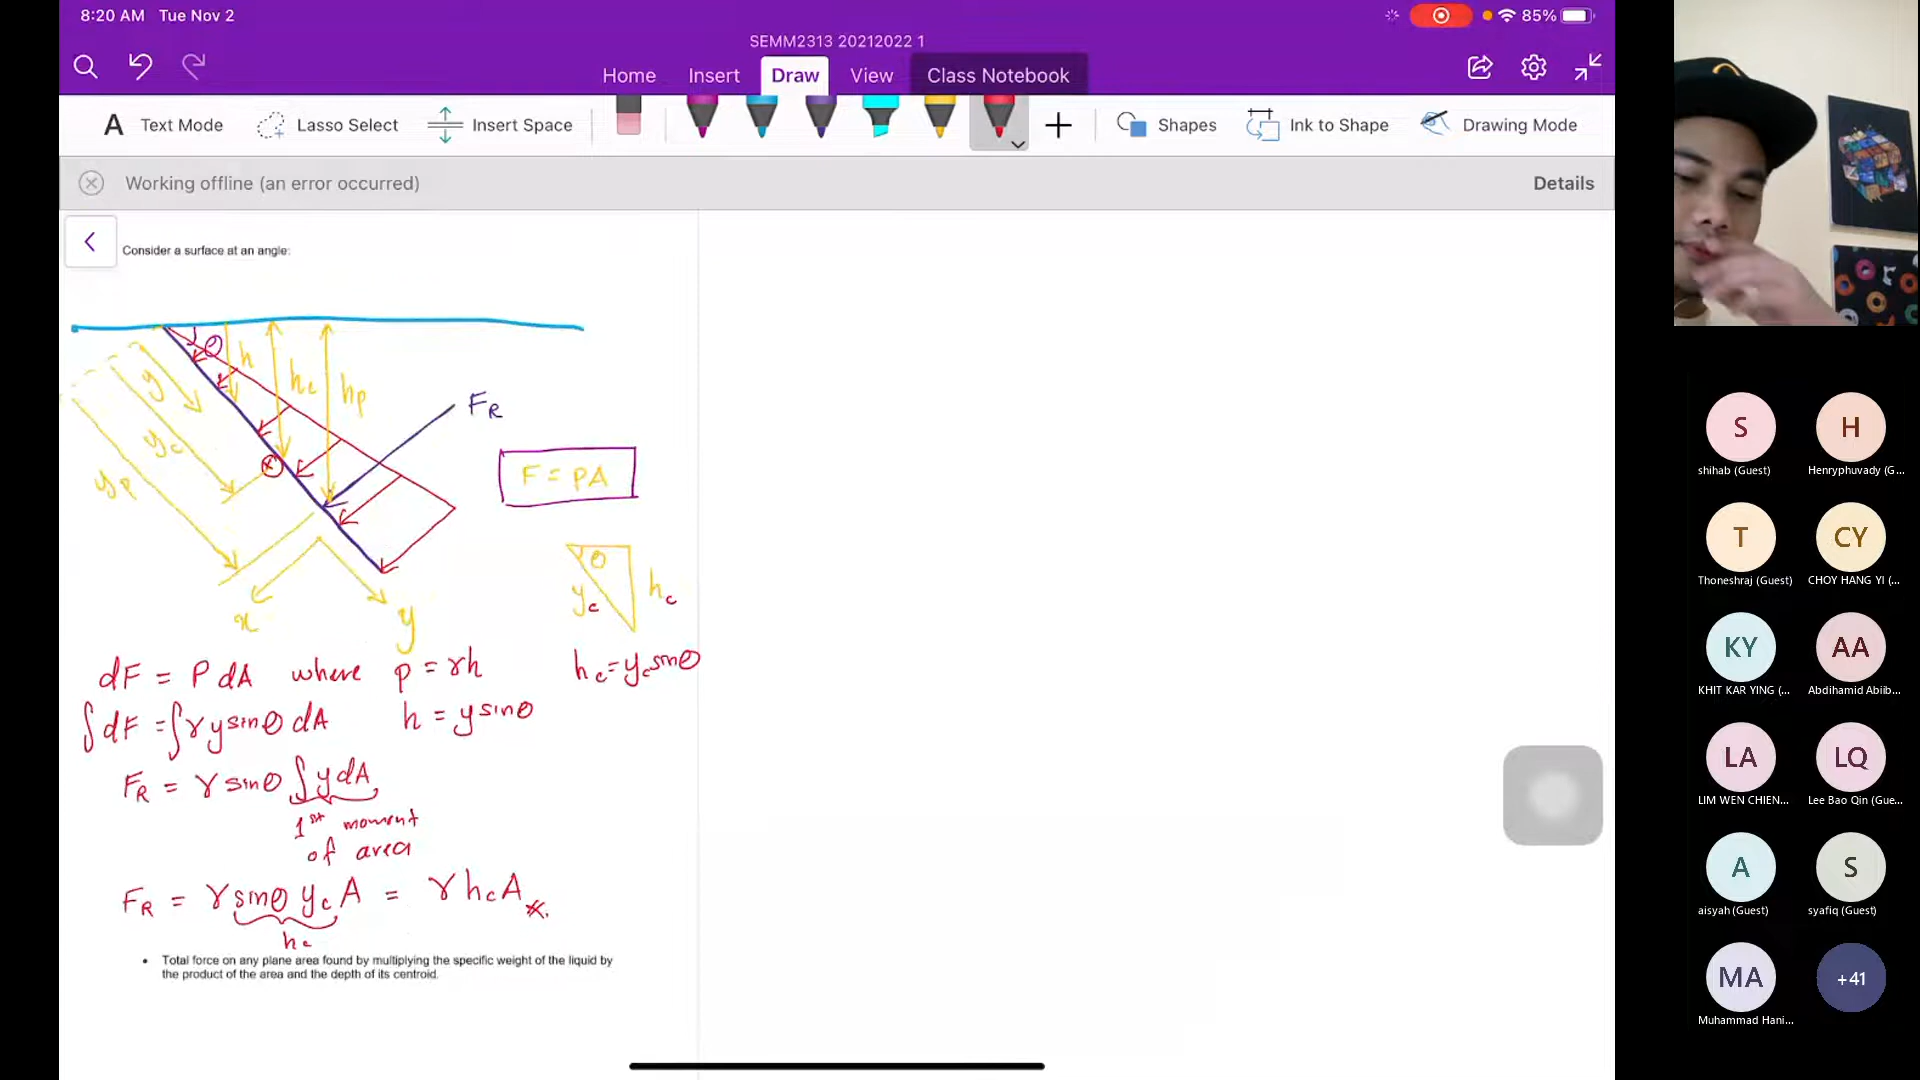 8:20 AM Tue Nov 2
85%
SEMM2313 20212022 1
Home Insert Draw View Class Notebook
A Text Mode Lasso Select Insert Space Shapes Ink to Shape Drawing Mode
Working offline (an error occurred) Details
Consider a surface at an angle:
θ h hc hp
y
yc
yp
FR
F = PA
θ
yc hc
x y
dF = P dA where p = γh hc = yc sinθ
∫dF = ∫γ y sinθ dA h = y sinθ
FR = γ sinθ ∫ y dA
1st moment
of area
FR = γ sinθ yc A = γ hc A *
hc
• Total force on any plane area found by multiplying the specific weight of the liquid by
the product of the area and the depth of its centroid.
S H
shihab (Guest) Henryphuvady (G...
T CY
Thoneshraj (Guest) CHOY HANG YI (...
KY AA
KHIT KAR YING (... Abdihamid Abiib...
LA LQ
LIM WEN CHIEN... Lee Bao Qin (Gue...
A S
aisyah (Guest) syafiq (Guest)
MA +41
Muhammad Hani...